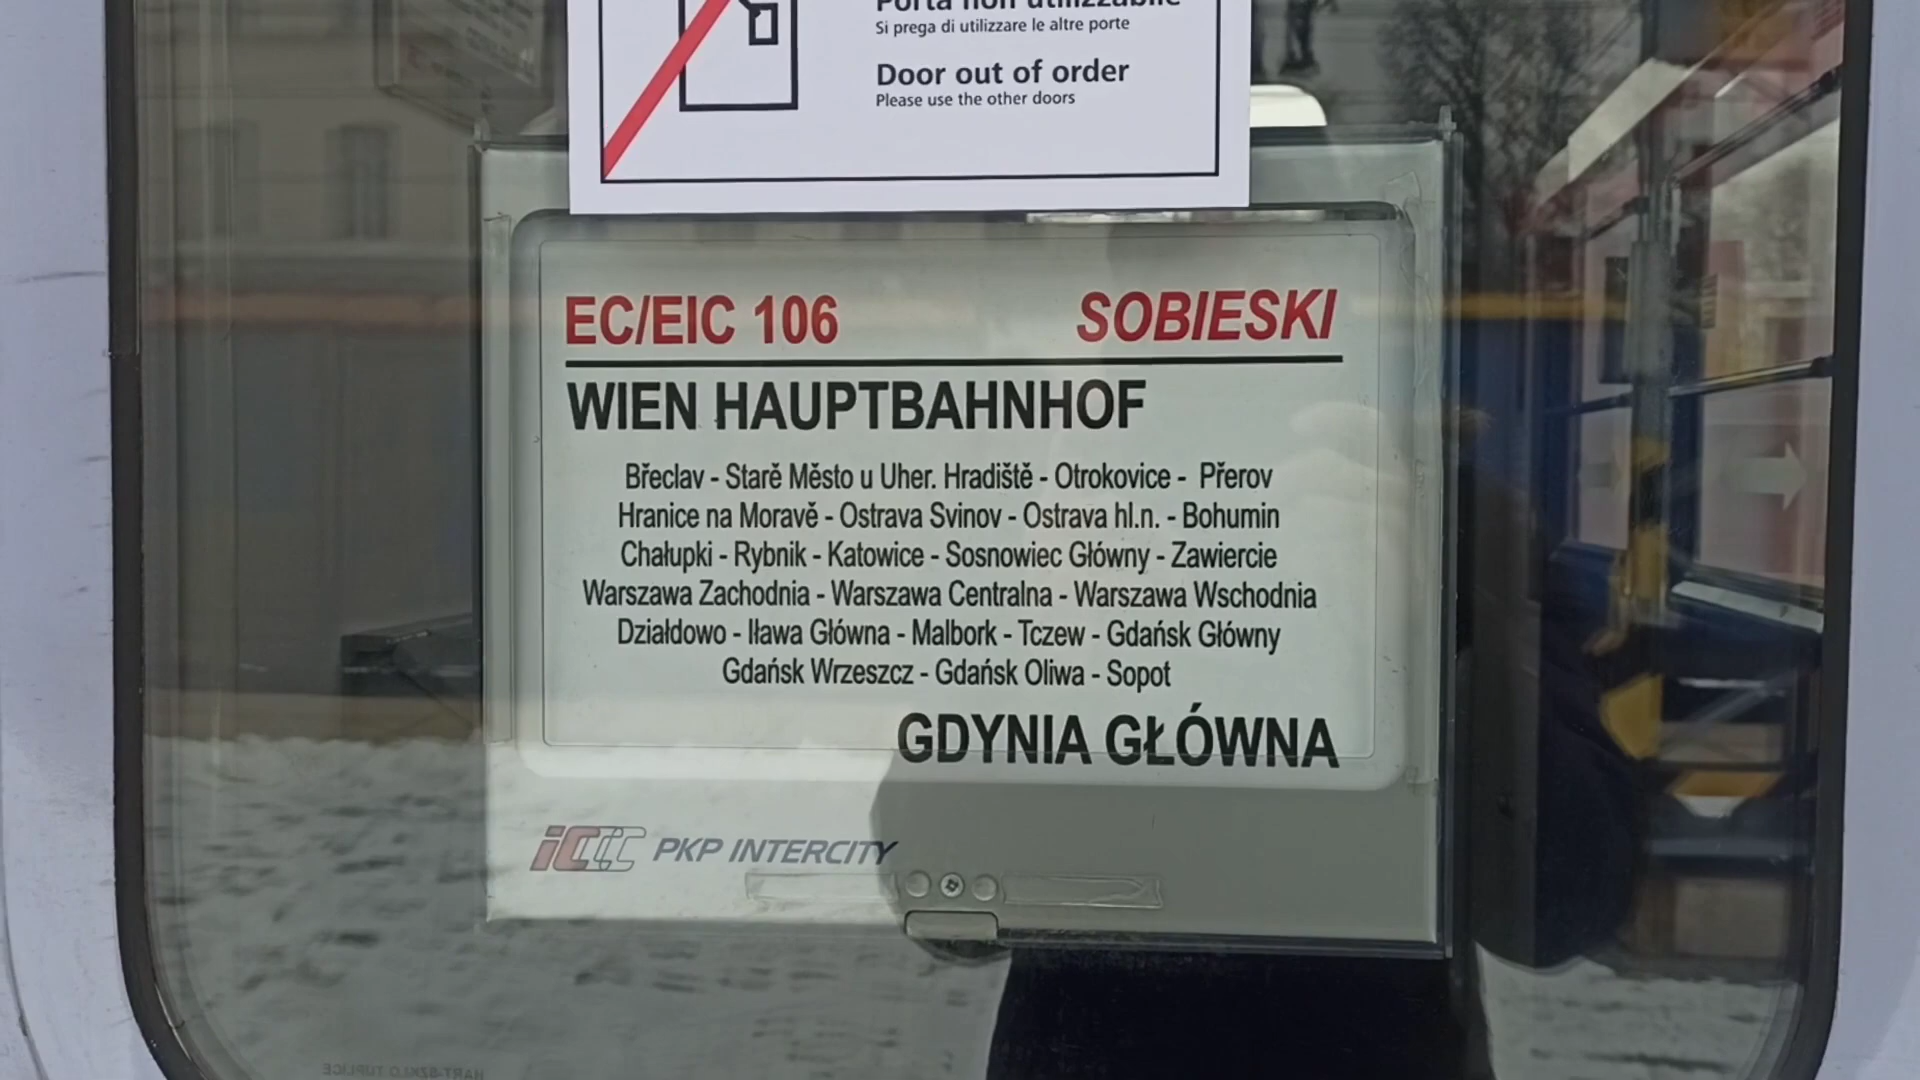 Porta non utilizzabile
Si prega di utilizzare le altre porte
Door out of order
Please use the other doors
EC/EIC 106 SOBIESKI
WIEN HAUPTBAHNHOF
Břeclav - Starě Město u Uher. Hradiště - Otrokovice - Přerov
Hranice na Moravě - Ostrava Svinov - Ostrava hl.n. - Bohumin
Chałupki - Rybnik - Katowice - Sosnowiec Główny - Zawiercie
Warszawa Zachodnia - Warszawa Centralna - Warszawa Wschodnia
Działdowo - Iława Główna - Malbork - Tczew - Gdańsk Główny
Gdańsk Wrzeszcz - Gdańsk Oliwa - Sopot
GDYNIA GŁÓWNA
iCCC PKP INTERCITY